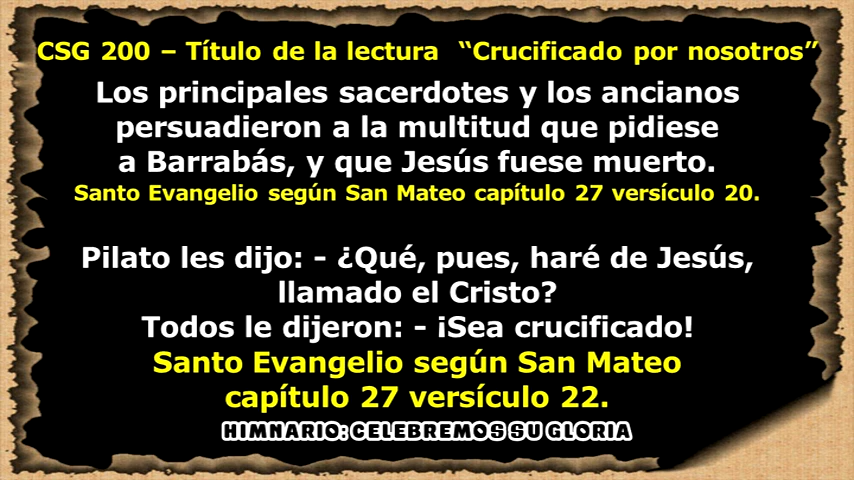 CSG 200 – Título de la lectura “Crucificado por nosotros”
Los principales sacerdotes y los ancianos
persuadieron a la multitud que pidiese
a Barrabás, y que Jesús fuese muerto.
Santo Evangelio según San Mateo capítulo 27 versículo 20.
Pilato les dijo: - ¿Qué, pues, haré de Jesús,
llamado el Cristo?
Todos le dijeron: - ¡Sea crucificado!
Santo Evangelio según San Mateo
capítulo 27 versículo 22.
HIMNARIO: CELEBREMOS SU GLORIA